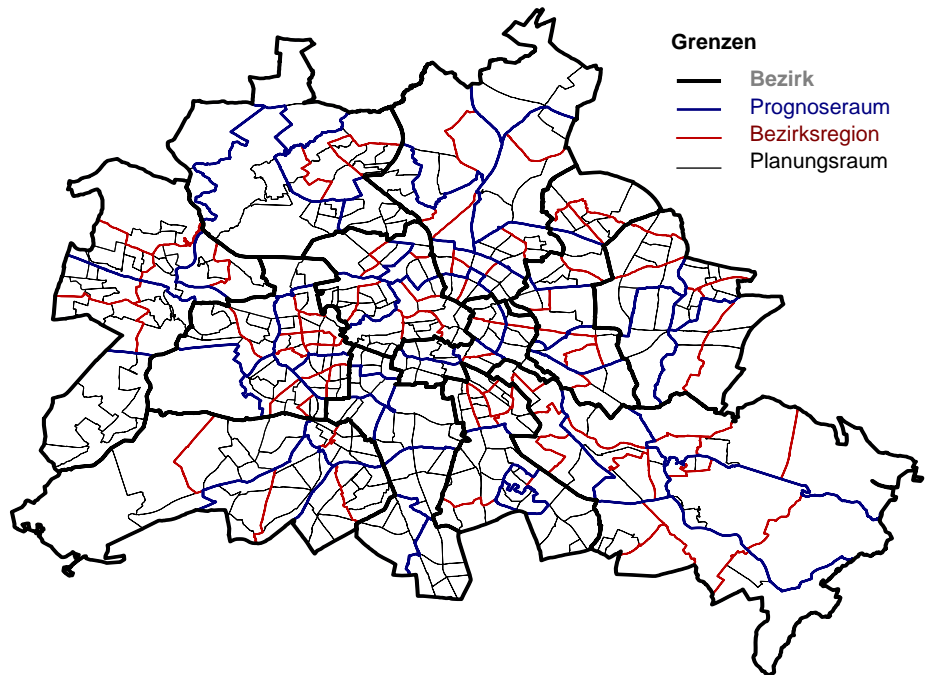 Grenzen
Bezirk
Prognoseraum
Bezirksregion
Planungsraum